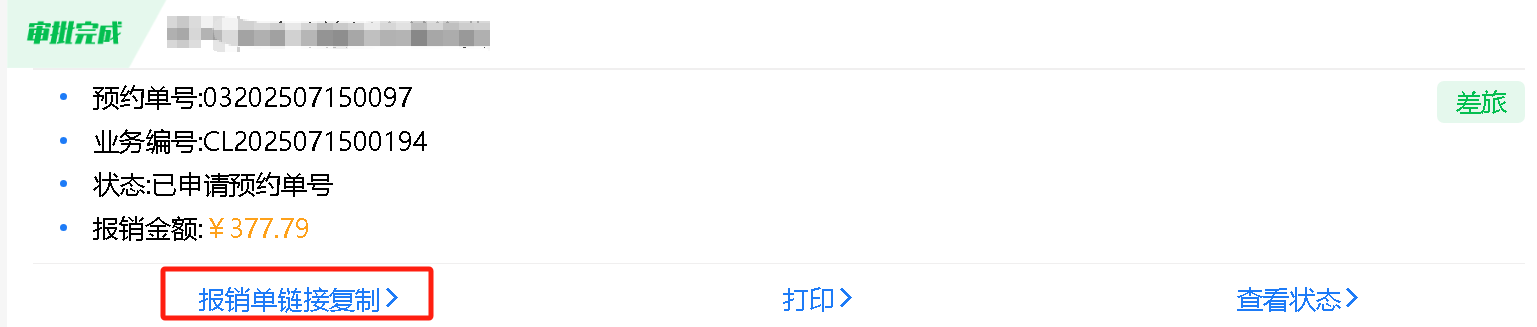 审批完成
预约单号:03202507150097
差旅
业务编号:CL2025071500194
状态:已申请预约单号
报销金额:￥377.79
报销单链接复制
打印
查看状态